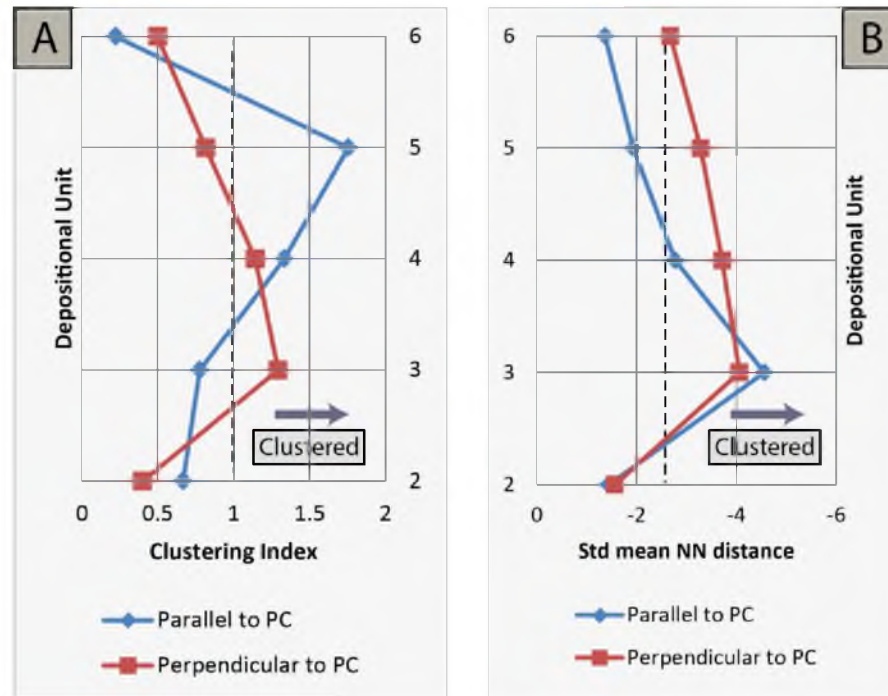 A
6
5
4
3
2
Depositional Unit
Clustered
0 0.5 1 1.5 2
Clustering Index
Parallel to PC
Perpendicular to PC
B
6
5
4
3
2
Depositional Unit
Clustered
0 -2 -4 -6
Std mean NN distance
Parallel to PC
Perpendicular to PC